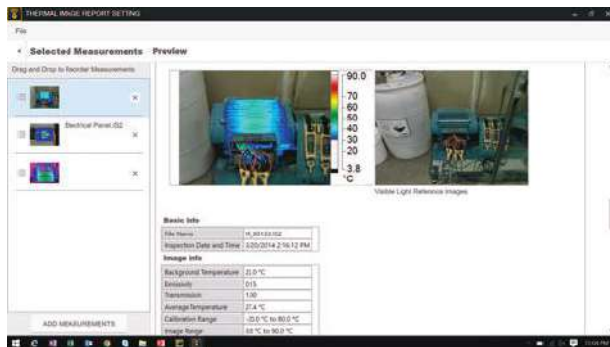 THERMAL IMAGE REPORT SETTING
File
Selected Measurements
Preview
Drag and Drop to Reorder Measurements
Electrical Panel.IS2
ADD MEASUREMENTS
90.0
70
60
50
40
30
20
3.8
°C
Visible Light Reference Images
Basic Info
File Name
Inspection Date and Time 3/20/2014 2:16:12 PM
Image Info
Background Temperature
Emissivity
Transmission 1.00
Average Temperature
Calibration Range
Image Range